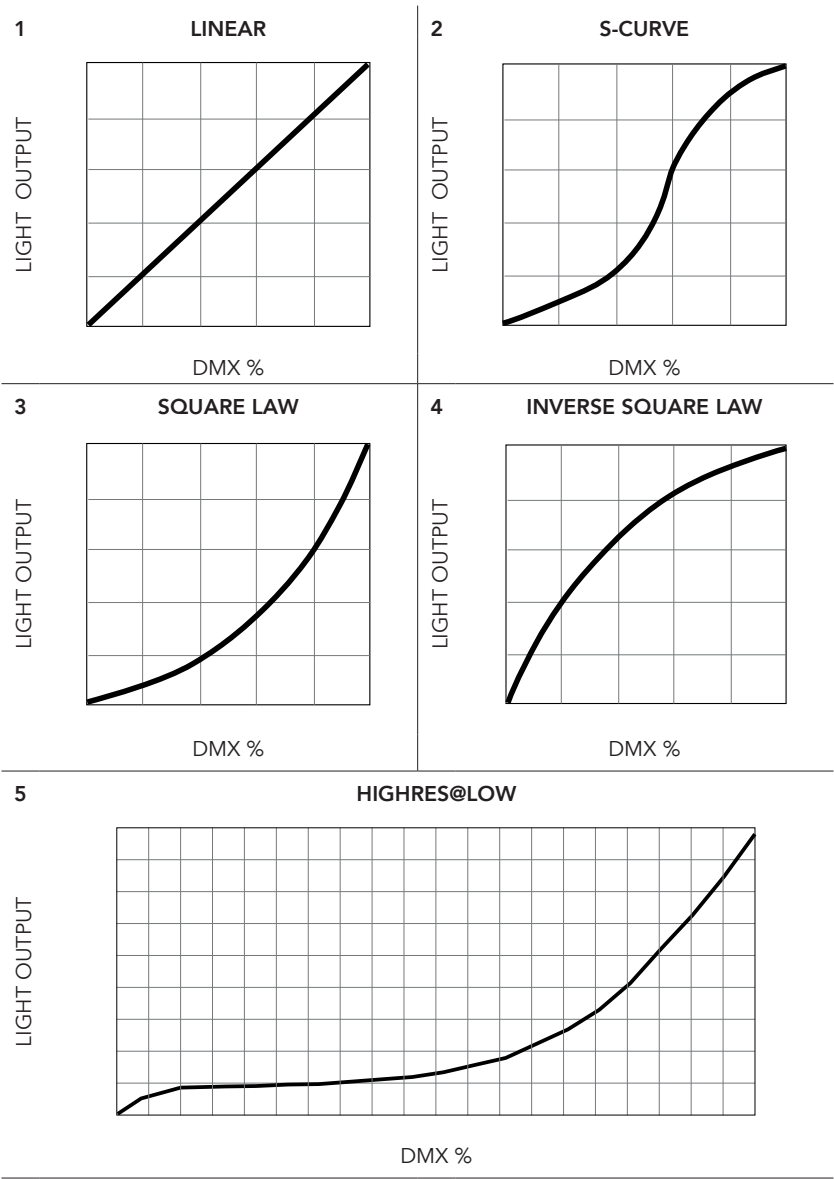 1 LINEAR
LIGHT OUTPUT
DMX %
2 S-CURVE
LIGHT OUTPUT
DMX %
3 SQUARE LAW
LIGHT OUTPUT
DMX %
4 INVERSE SQUARE LAW
LIGHT OUTPUT
DMX %
5 HIGHRES@LOW
LIGHT OUTPUT
DMX %